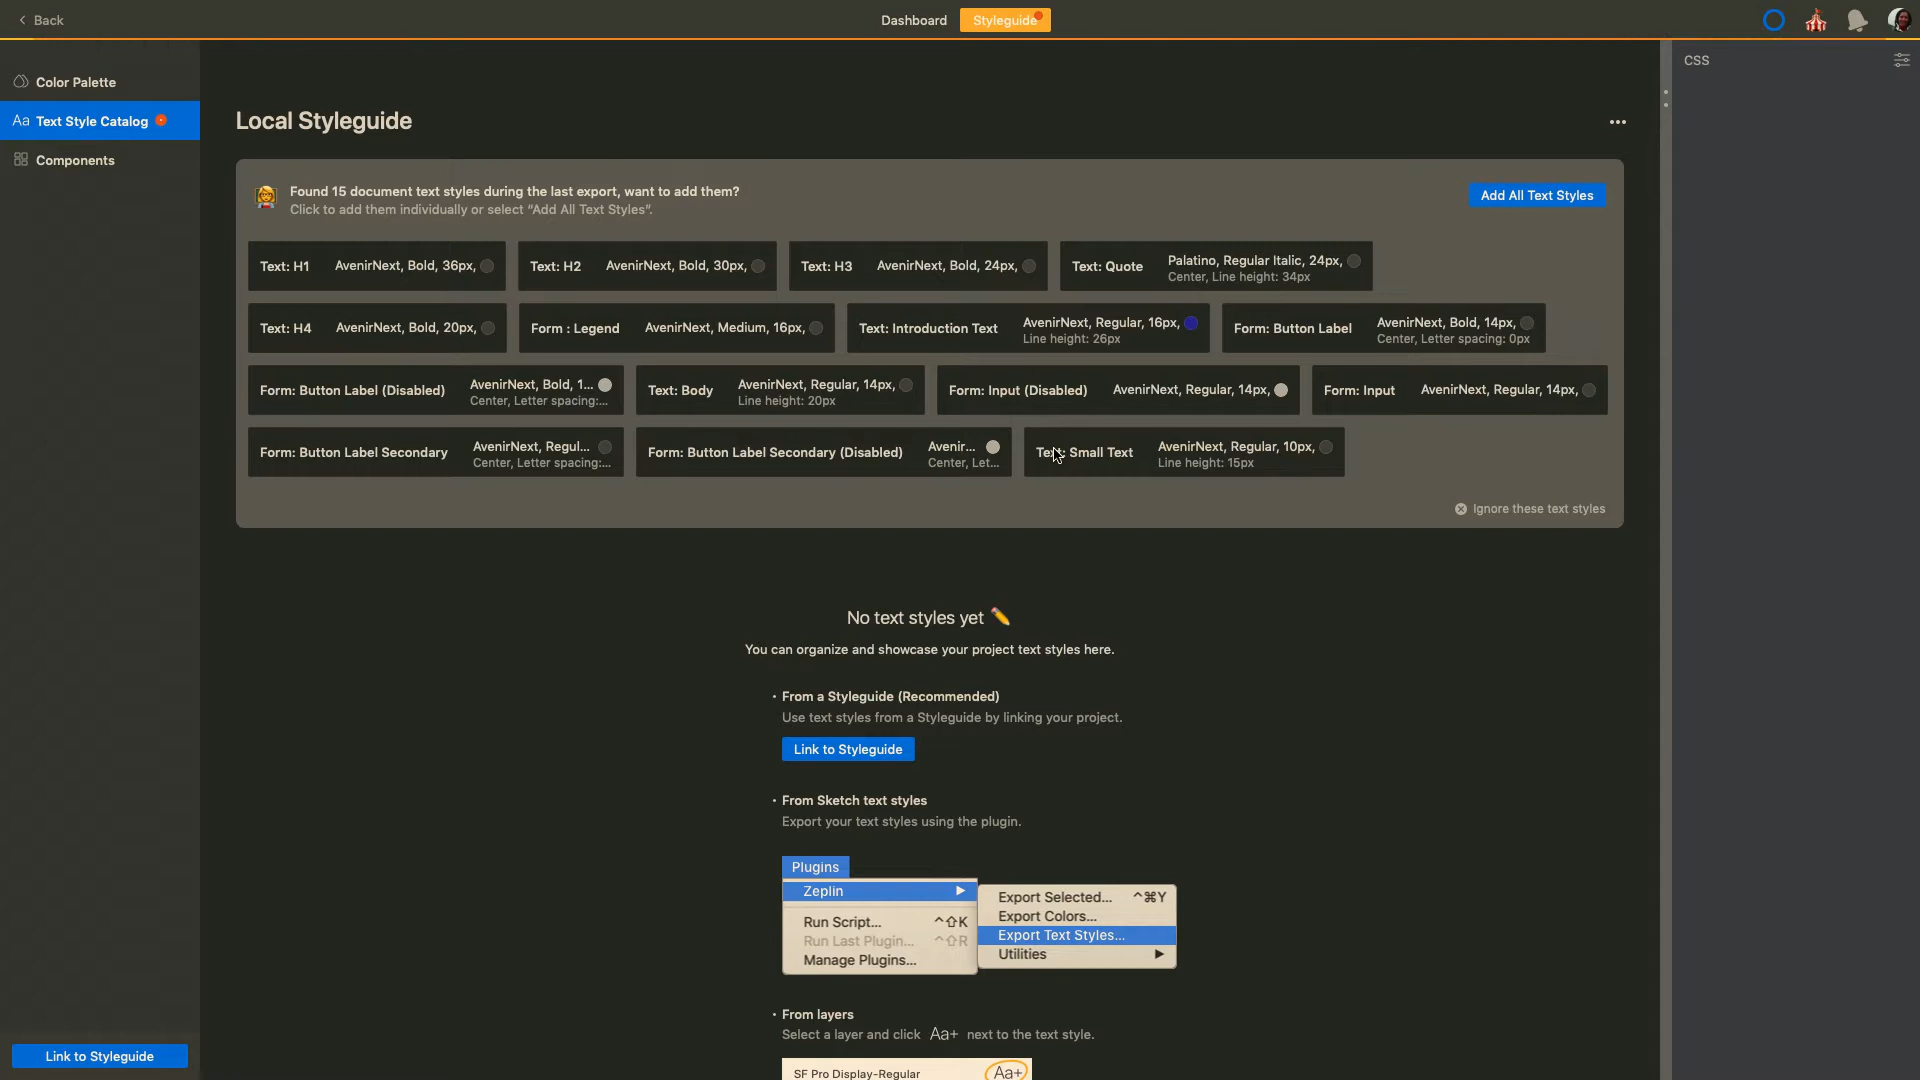 Back
Dashboard
Styleguide
Color Palette
Aa Text Style Catalog
Components
Link to Styleguide
CSS
Local Styleguide
Found 15 document text styles during the last export, want to add them?
Click to add them individually or select “Add All Text Styles”.
Add All Text Styles
Text: H1 AvenirNext, Bold, 36px,
Text: H2 AvenirNext, Bold, 30px,
Text: H3 AvenirNext, Bold, 24px,
Text: Quote Palatino, Regular Italic, 24px,
Center, Line height: 34px
Text: H4 AvenirNext, Bold, 20px,
Form : Legend AvenirNext, Medium, 16px,
Text: Introduction Text AvenirNext, Regular, 16px,
Line height: 26px
Form: Button Label AvenirNext, Bold, 14px,
Center, Letter spacing: 0px
Form: Button Label (Disabled) AvenirNext, Bold, 1...
Center, Letter spacing:...
Text: Body AvenirNext, Regular, 14px,
Line height: 20px
Form: Input (Disabled) AvenirNext, Regular, 14px,
Form: Input AvenirNext, Regular, 14px,
Form: Button Label Secondary AvenirNext, Regul...
Center, Letter spacing:...
Form: Button Label Secondary (Disabled) Avenir...
Center, Let...
Text: Small Text AvenirNext, Regular, 10px,
Line height: 15px
Ignore these text styles
No text styles yet
You can organize and showcase your project text styles here.
• From a Styleguide (Recommended)
Use text styles from a Styleguide by linking your project.
Link to Styleguide
• From Sketch text styles
Export your text styles using the plugin.
Plugins
Zeplin
Run Script... ^⇧K
Run Last Plugin... ^⇧R
Manage Plugins...
Export Selected... ^⌘Y
Export Colors...
Export Text Styles...
Utilities
• From layers
Select a layer and click Aa+ next to the text style.
SF Pro Display-Regular Aa+